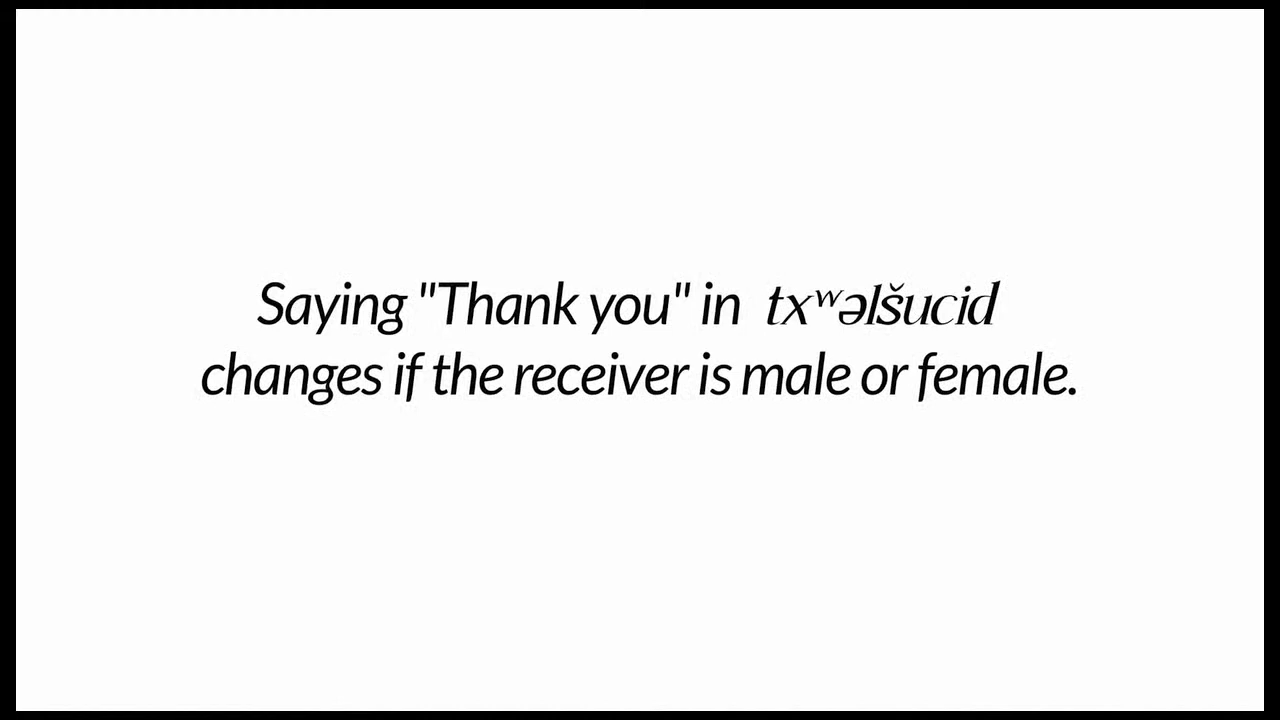 Saying "Thank you" in txʷəlšucid
changes if the receiver is male or female.